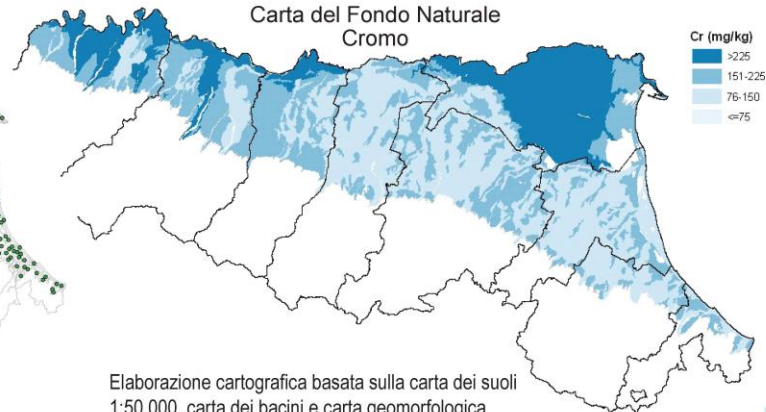 Carta del Fondo Naturale
Cromo
Cr (mg/kg)
>225
151-225
76-150
<=75
Elaborazione cartografica basata sulla carta dei suoli
1:50.000, carta dei bacini e carta geomorfologica